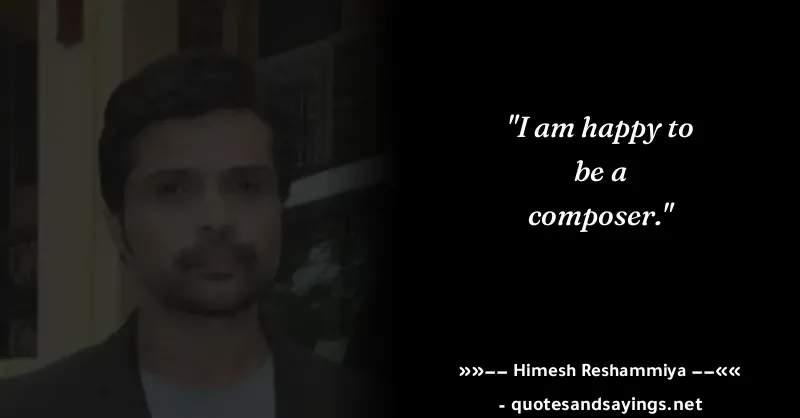 "I am happy to
be a
composer."
»»−− Himesh Reshammiya −−««
- quotesandsayings.net